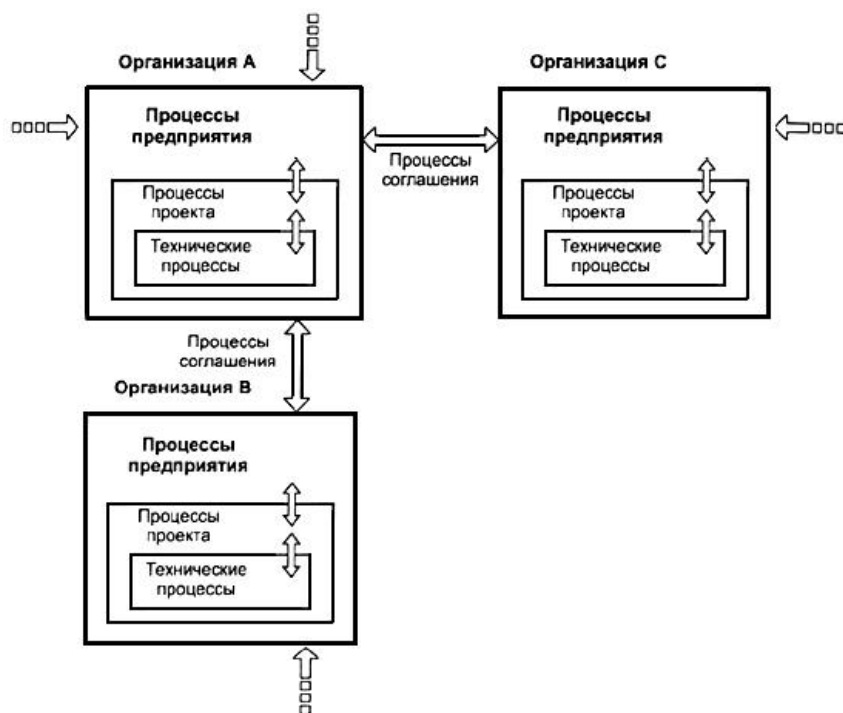 Организация А
Процессы
предприятия
Процессы
проекта
Технические
процессы
Процессы
соглашения
Организация С
Процессы
предприятия
Процессы
проекта
Технические
процессы
Процессы
соглашения
Организация В
Процессы
предприятия
Процессы
проекта
Технические
процессы